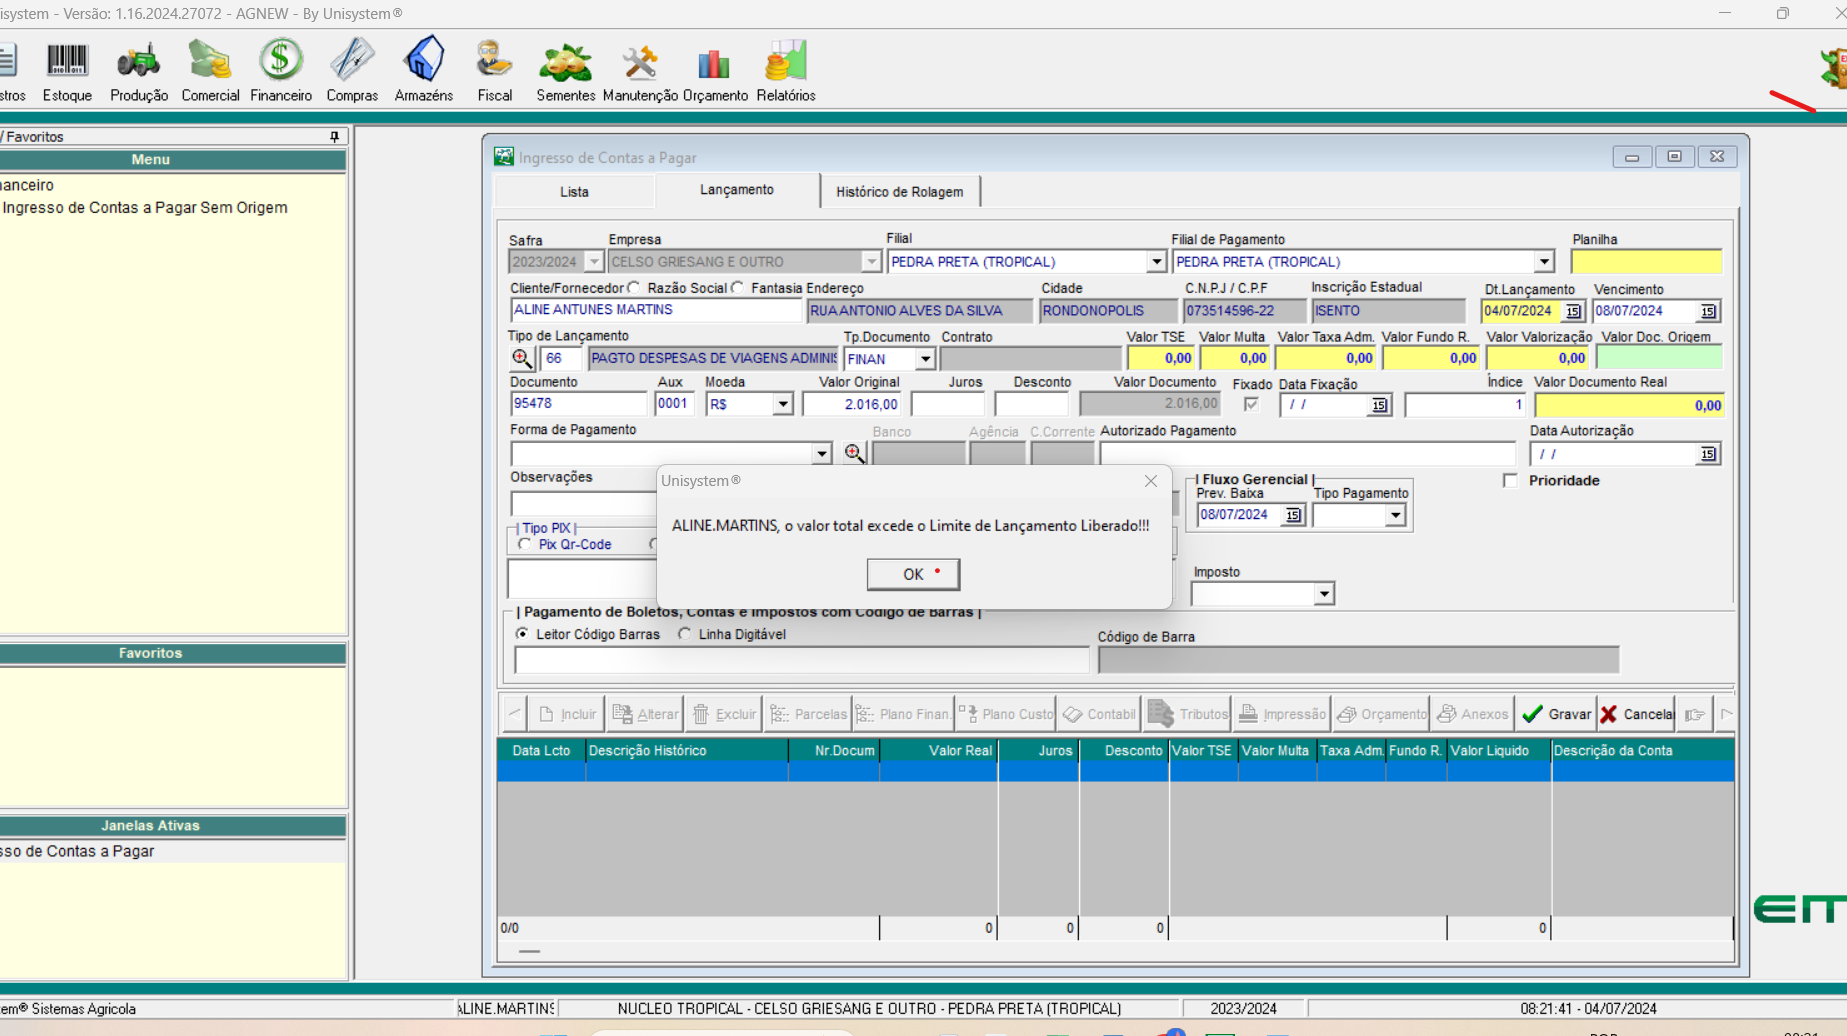 isystem - Versão: 1.16.2024.27072 - AGNEW - By Unisystem®
stros Estoque Produção Comercial Financeiro Compras Armazéns Fiscal Sementes Manutenção Orçamento Relatórios
/ Favoritos
Menu
nanceiro
Ingresso de Contas a Pagar Sem Origem
Favoritos
Janelas Ativas
sso de Contas a Pagar
Ingresso de Contas a Pagar
Lista Lançamento Histórico de Rolagem
Safra Empresa Filial Filial de Pagamento Planilha
2023/2024 CELSO GRIESANG E OUTRO PEDRA PRETA (TROPICAL) PEDRA PRETA (TROPICAL)
Cliente/Fornecedor Razão Social Fantasia Endereço Cidade C.N.P.J / C.P.F Inscrição Estadual Dt.Lançamento Vencimento
ALINE ANTUNES MARTINS RUA ANTONIO ALVES DA SILVA RONDONOPOLIS 073514596-22 ISENTO 04/07/2024 15 08/07/2024 15
Tipo de Lançamento Tp.Documento Contrato Valor TSE Valor Multa Valor Taxa Adm. Valor Fundo R. Valor Valorização Valor Doc. Origem
66 PAGTO DESPESAS DE VIAGENS ADMINIS FINAN 0,00 0,00 0,00 0,00 0,00
Documento Aux Moeda Valor Original Juros Desconto Valor Documento Fixado Data Fixação Índice Valor Documento Real
95478 0001 R$ 2.016,00 2.016,00 / / 15 1 0,00
Forma de Pagamento Banco Agência C.Corrente Autorizado Pagamento Data Autorização
/ / 15
Observações
Unisystem®
ALINE.MARTINS, o valor total excede o Limite de Lançamento Liberado!!!
OK
| Fluxo Gerencial |
Prev. Baixa Tipo Pagamento
08/07/2024 15
Prioridade
| Tipo PIX |
Pix Qr-Code
Imposto
| Pagamento de Boletos, Contas e Impostos com Código de Barras |
Leitor Código Barras Linha Digitável Código de Barra
Incluir Alterar Excluir Parcelas Plano Finan. Plano Custo Contabil Tributos Impressão Orçamento Anexos Gravar Cancelar
Data Lcto Descrição Histórico Nr.Docum Valor Real Juros Desconto Valor TSE Valor Multa Taxa Adm. Fundo R. Valor Liquido Descrição da Conta
0/0 0 0 0 0
em® Sistemas Agricola ALINE.MARTINS NUCLEO TROPICAL - CELSO GRIESANG E OUTRO - PEDRA PRETA (TROPICAL) 2023/2024 08:21:41 - 04/07/2024